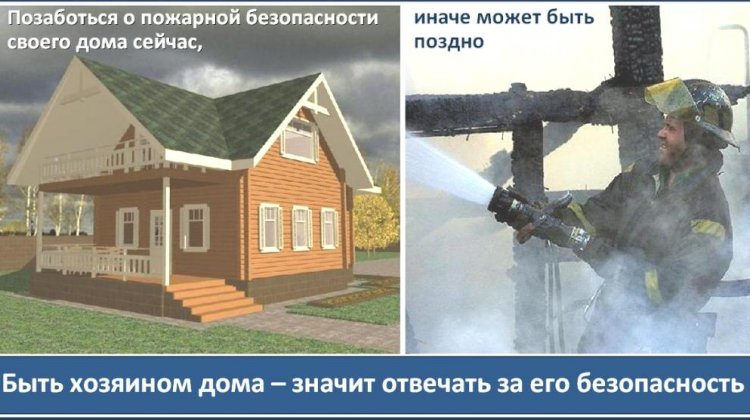 Позаботься о пожарной безопасности
своего дома сейчас,
иначе может быть
поздно
Быть хозяином дома – значит отвечать за его безопасность